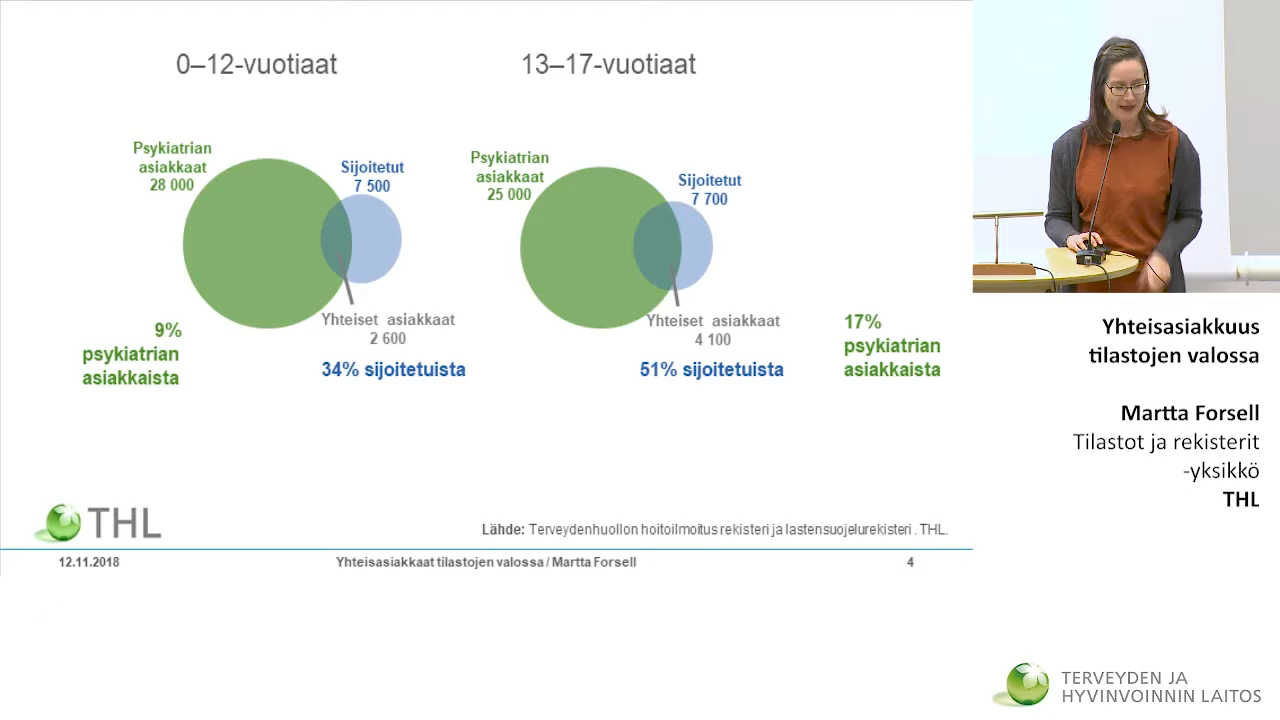 0–12-vuotiaat
13–17-vuotiaat
Psykiatrian
asiakkaat
28 000
Sijoitetut
7 500
Yhteiset asiakkaat
2 600
9%
psykiatrian
asiakkaista
34% sijoitetuista
Psykiatrian
asiakkaat
25 000
Sijoitetut
7 700
Yhteiset asiakkaat
4 100
51% sijoitetuista
17%
psykiatrian
asiakkaista
THL
Lähde: Terveydenhuollon hoitoilmoitus rekisteri ja lastensuojelurekisteri . THL.
12.11.2018
Yhteisasiakkaat tilastojen valossa / Martta Forsell
4
Yhteisasiakkuus
tilastojen valossa
Martta Forsell
Tilastot ja rekisterit
-yksikkö
THL
TERVEYDEN JA
HYVINVOINNIN LAITOS